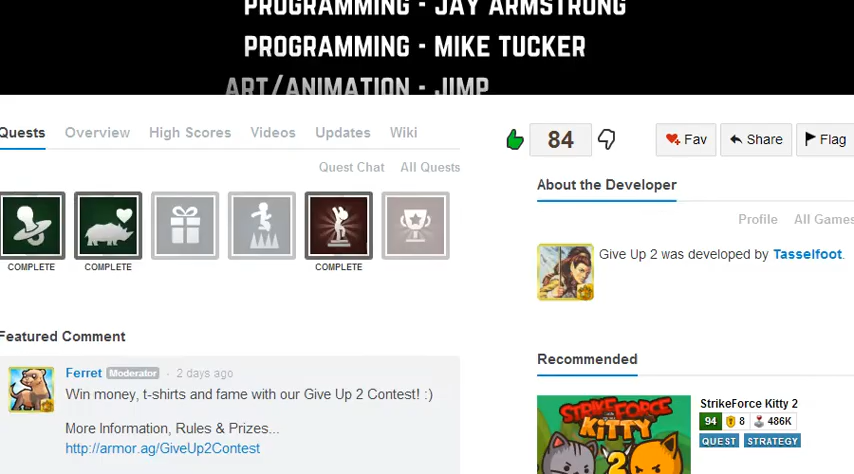 PROGRAMMING - JAY ARMSTRONG
PROGRAMMING - MIKE TUCKER
ART/ANIMATION - JIMP
Quests Overview High Scores Videos Updates Wiki
84
Fav Share Flag
Quest Chat All Quests
COMPLETE COMPLETE COMPLETE
About the Developer
Profile All Games
Give Up 2 was developed by Tasselfoot.
Featured Comment
Ferret Moderator · 2 days ago
Win money, t-shirts and fame with our Give Up 2 Contest! :)
More Information, Rules & Prizes...
http://armor.ag/GiveUp2Contest
Recommended
STRIKEFORCE
KITTY
2
StrikeForce Kitty 2
94 8 486K
QUEST STRATEGY